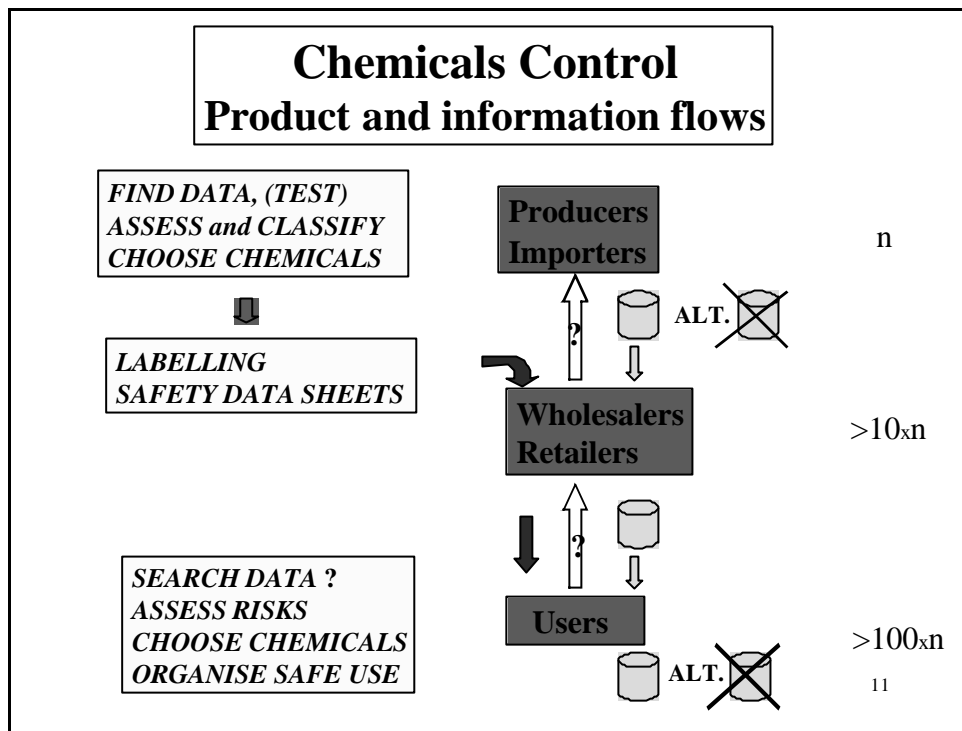 Chemicals Control
Product and information flows
FIND DATA, (TEST)
ASSESS and CLASSIFY
CHOOSE CHEMICALS
Producers
Importers
n
?
ALT.
LABELLING
SAFETY DATA SHEETS
Wholesalers
Retailers
>10xn
?
SEARCH DATA ?
ASSESS RISKS
CHOOSE CHEMICALS
ORGANISE SAFE USE
Users
ALT.
>100xn
11